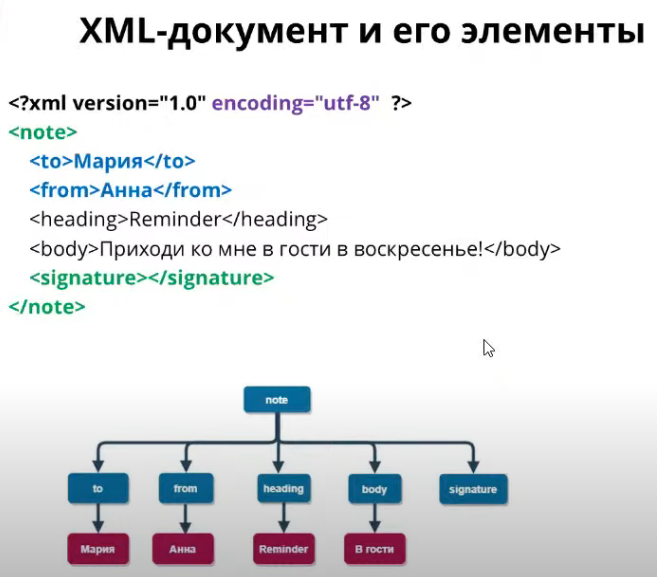 XML-документ и его элементы
<?xml version="1.0" encoding="utf-8" ?>
<note>
<to>Мария</to>
<from>Анна</from>
<heading>Reminder</heading>
<body>Приходи ко мне в гости в воскресенье!</body>
<signature></signature>
</note>
note
to from heading body signature
Мария Анна Reminder В гости